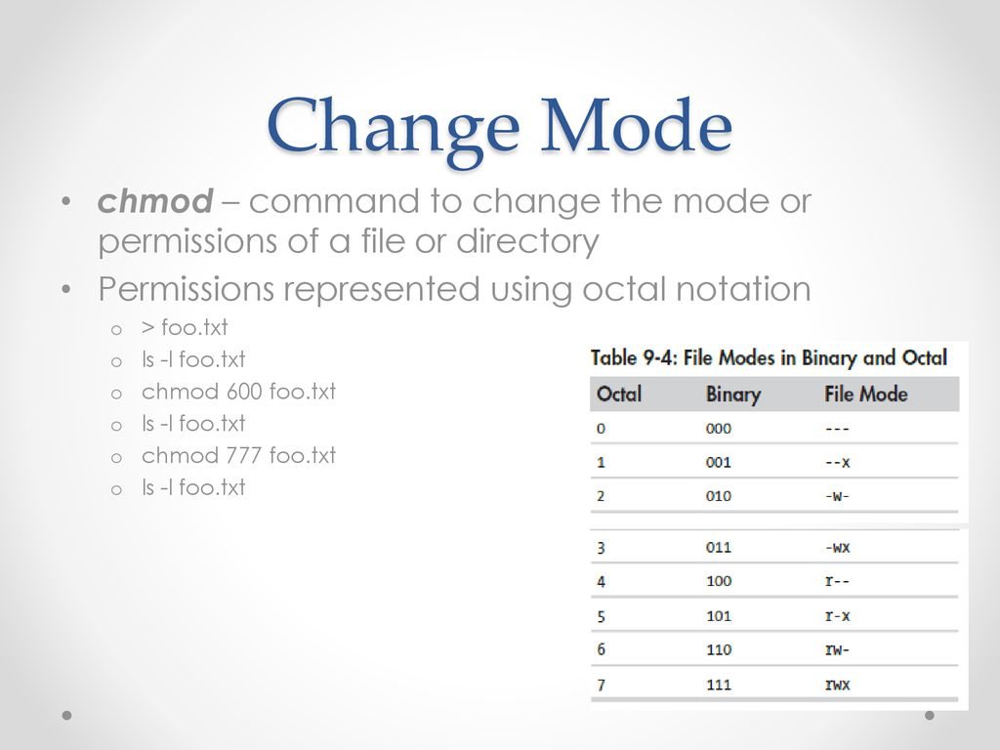 Change Mode
• chmod – command to change the mode or
permissions of a file or directory
• Permissions represented using octal notation
o > foo.txt
o ls -l foo.txt
o chmod 600 foo.txt
o ls -l foo.txt
o chmod 777 foo.txt
o ls -l foo.txt
Table 9-4: File Modes in Binary and Octal
Octal Binary File Mode
0 000 ---
1 001 --x
2 010 -w-
3 011 -wx
4 100 r--
5 101 r-x
6 110 rw-
7 111 rwx